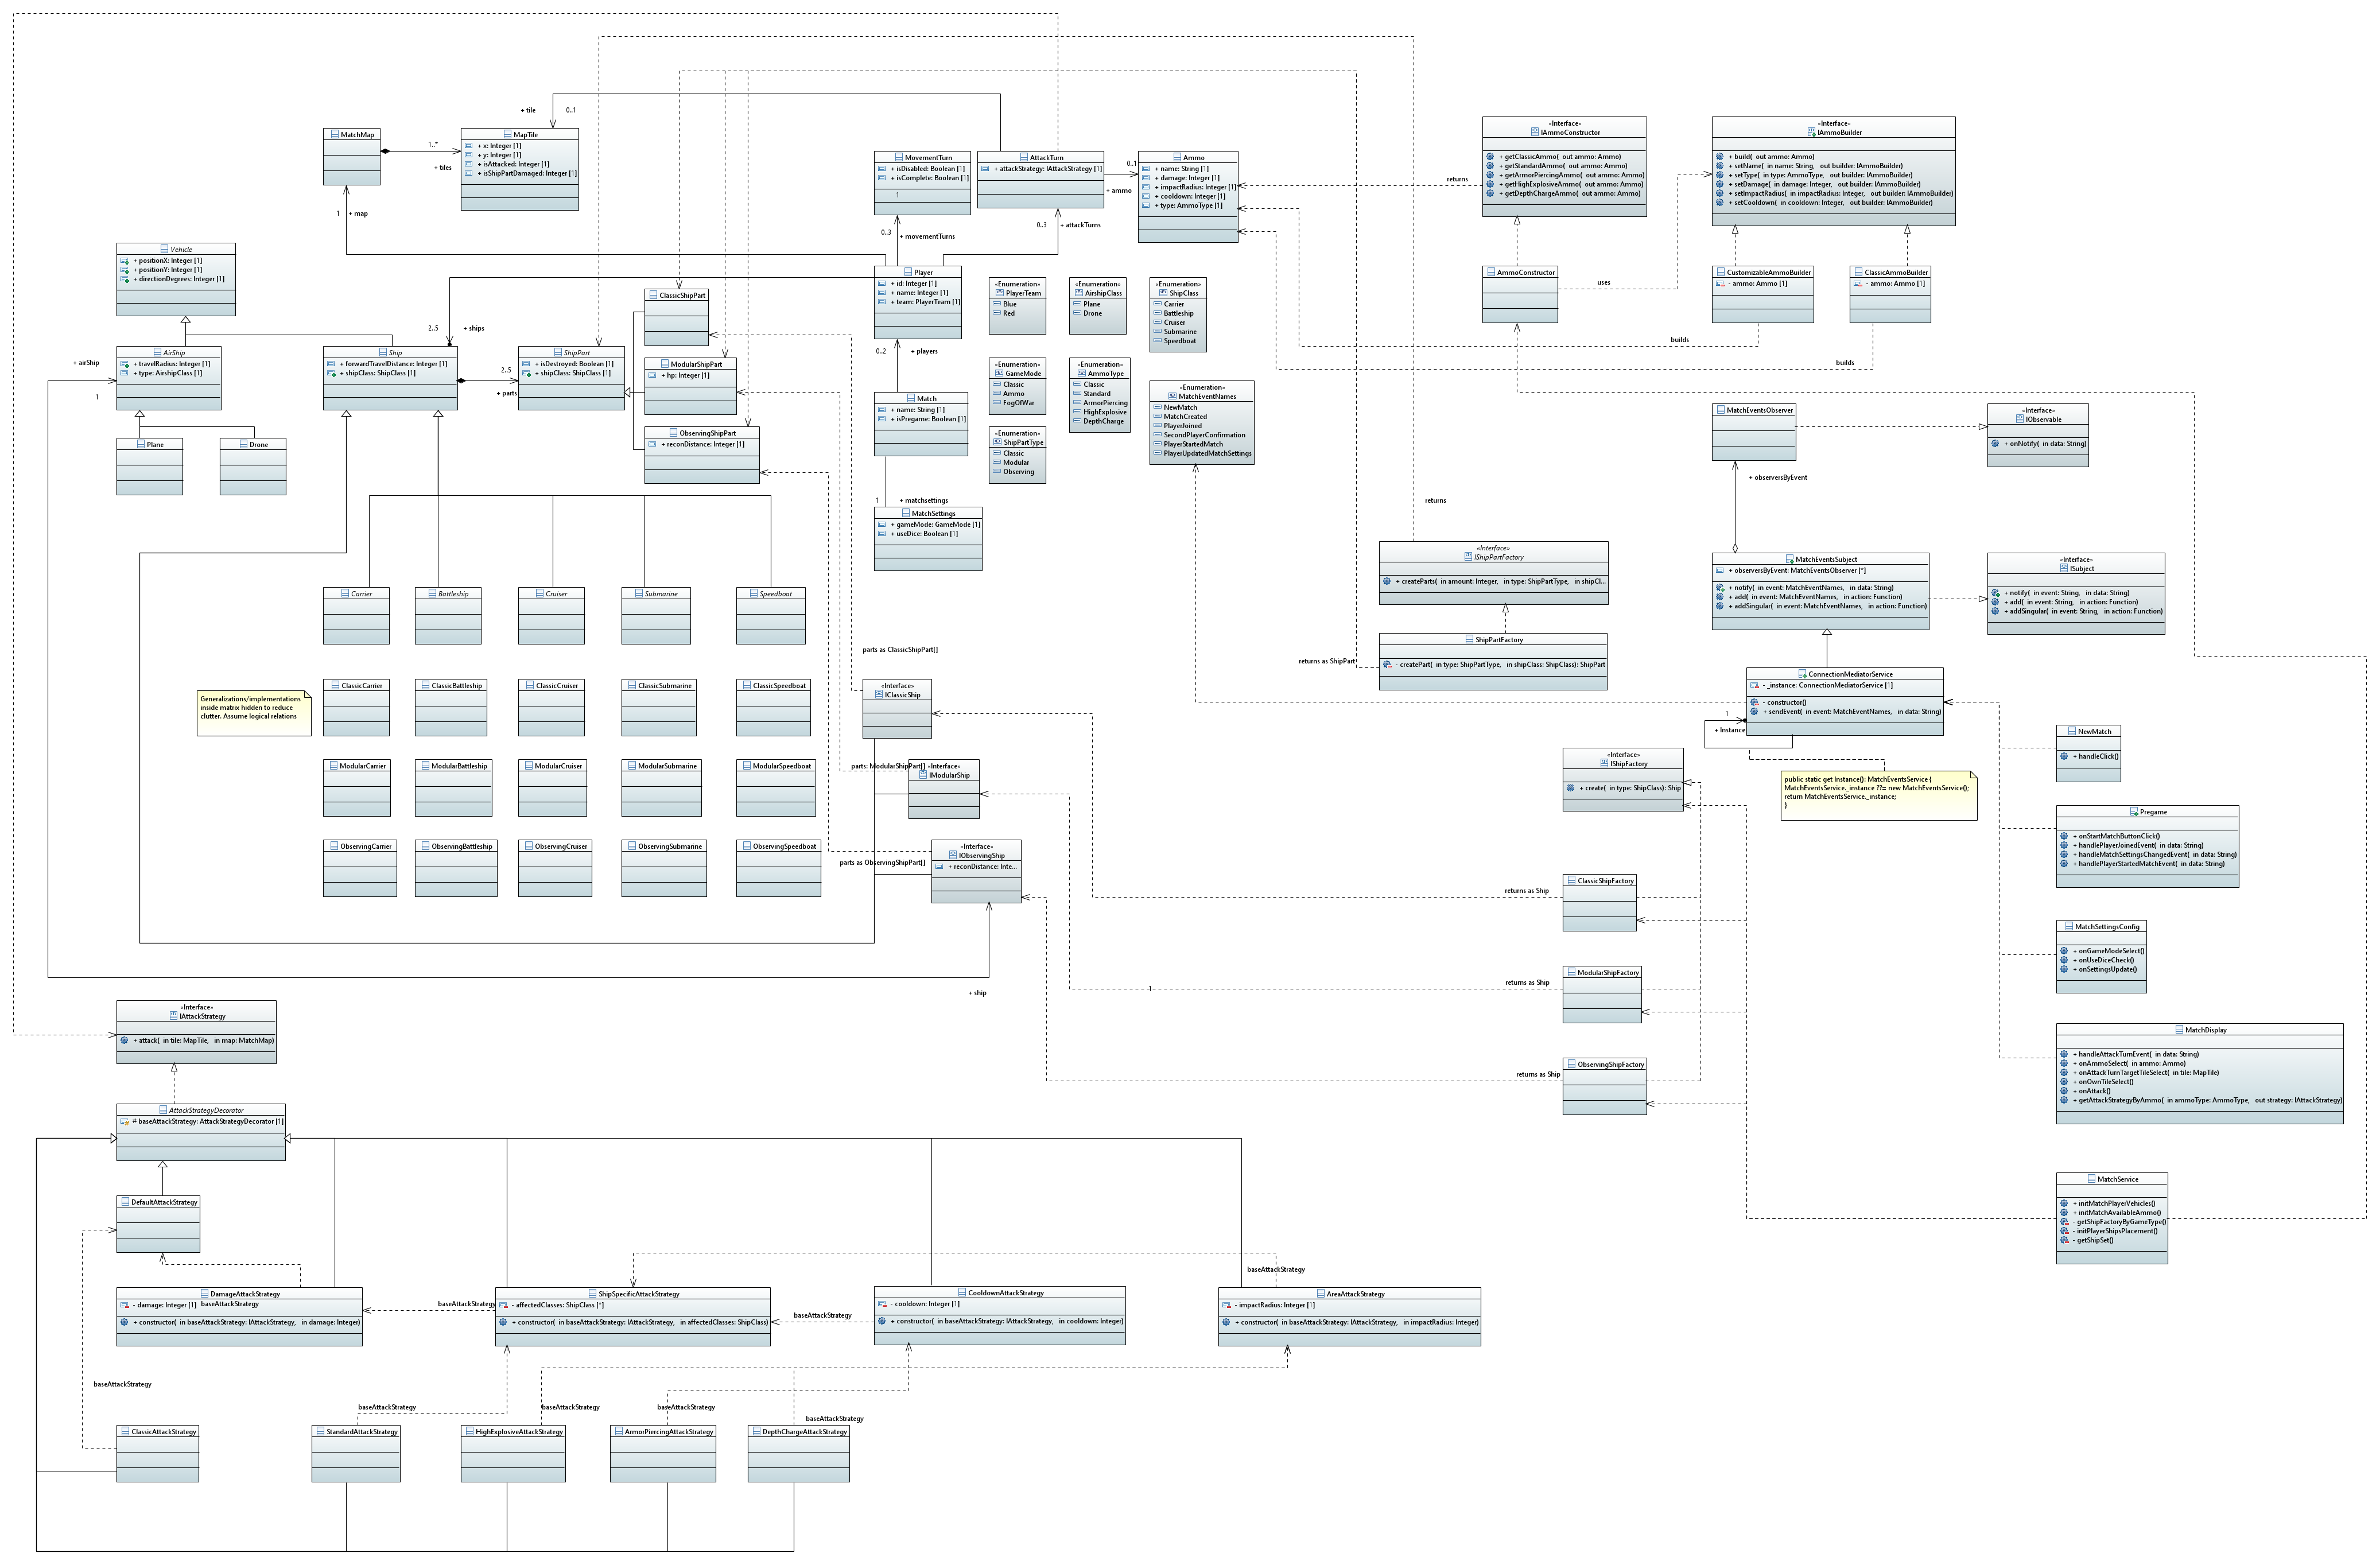 + tile
0..1
MatchMap
1..*
+ tiles
MapTile
+ x: Integer [1]
+ y: Integer [1]
+ isAttacked: Integer [1]
+ isShipPartDamaged: Integer [1]
1
+ map
MovementTurn
+ isDisabled: Boolean [1]
+ isComplete: Boolean [1]
1
0..3
+ movementTurns
AttackTurn
+ attackStrategy: IAttackStrategy [1]
0..1
+ ammo
0..3
+ attackTurns
Ammo
+ name: String [1]
+ damage: Integer [1]
+ impactRadius: Integer [1]
+ cooldown: Integer [1]
+ type: AmmoType [1]
returns
«Interface»
IAmmoConstructor
+ getClassicAmmo( out ammo: Ammo)
+ getStandardAmmo( out ammo: Ammo)
+ getArmorPiercingAmmo( out ammo: Ammo)
+ getHighExplosiveAmmo( out ammo: Ammo)
+ getDepthChargeAmmo( out ammo: Ammo)
«Interface»
IAmmoBuilder
+ build( out ammo: Ammo)
+ setName( in name: String, out builder: IAmmoBuilder)
+ setType( in type: AmmoType, out builder: IAmmoBuilder)
+ setDamage( in damage: Integer, out builder: IAmmoBuilder)
+ setImpactRadius( in impactRadius: Integer, out builder: IAmmoBuilder)
+ setCooldown( in cooldown: Integer, out builder: IAmmoBuilder)
Vehicle
+ positionX: Integer [1]
+ positionY: Integer [1]
+ directionDegrees: Integer [1]
Player
+ id: Integer [1]
+ name: Integer [1]
+ team: PlayerTeam [1]
«Enumeration»
PlayerTeam
Blue
Red
«Enumeration»
AirshipClass
Plane
Drone
«Enumeration»
ShipClass
Carrier
Battleship
Cruiser
Submarine
Speedboat
AmmoConstructor
uses
CustomizableAmmoBuilder
- ammo: Ammo [1]
ClassicAmmoBuilder
- ammo: Ammo [1]
builds
builds
ClassicShipPart
2..5
+ ships
+ airShip
1
AirShip
+ travelRadius: Integer [1]
+ type: AirshipClass [1]
Ship
+ forwardTravelDistance: Integer [1]
+ shipClass: ShipClass [1]
2..5
+ parts
ShipPart
+ isDestroyed: Boolean [1]
+ shipClass: ShipClass [1]
ModularShipPart
+ hp: Integer [1]
0..2
+ players
«Enumeration»
GameMode
Classic
Ammo
FogOfWar
«Enumeration»
AmmoType
Classic
Standard
ArmorPiercing
HighExplosive
DepthCharge
«Enumeration»
MatchEventNames
NewMatch
MatchCreated
PlayerJoined
SecondPlayerConfirmation
PlayerStartedMatch
PlayerUpdatedMatchSettings
Match
+ name: String [1]
+ isPregame: Boolean [1]
ObservingShipPart
+ reconDistance: Integer [1]
«Enumeration»
ShipPartType
Classic
Modular
Observing
Plane
Drone
MatchEventsObserver
«Interface»
IObservable
+ onNotify( in data: String)
+ observersByEvent
1
+ matchsettings
MatchSettings
+ gameMode: GameMode [1]
+ useDice: Boolean [1]
returns
«Interface»
IShipPartFactory
+ createParts( in amount: Integer, in type: ShipPartType, in shipCl...
MatchEventsSubject
+ observersByEvent: MatchEventsObserver [*]
+ notify( in event: MatchEventNames, in data: String)
+ add( in event: MatchEventNames, in action: Function)
+ addSingular( in event: MatchEventNames, in action: Function)
«Interface»
ISubject
+ notify( in event: String, in data: String)
+ add( in event: String, in action: Function)
+ addSingular( in event: String, in action: Function)
Carrier
Battleship
Cruiser
Submarine
Speedboat
ShipPartFactory
- createPart( in type: ShipPartType, in shipClass: ShipClass): ShipPart
returns as ShipPart
parts as ClassicShipPart[]
Generalizations/implementations
inside matrix hidden to reduce
clutter. Assume logical relations
ClassicCarrier
ClassicBattleship
ClassicCruiser
ClassicSubmarine
ClassicSpeedboat
«Interface»
IClassicShip
ConnectionMediatorService
- _instance: ConnectionMediatorService [1]
- constructor()
+ sendEvent( in event: MatchEventNames, in data: String)
1
+ Instance
public static get Instance(): MatchEventsService {
MatchEventsService._instance ??= new MatchEventsService();
return MatchEventsService._instance;
}
NewMatch
+ handleClick()
ModularCarrier
ModularBattleship
ModularCruiser
ModularSubmarine
ModularSpeedboat
parts: ModularShipPart[]
«Interface»
IModularShip
«Interface»
IShipFactory
+ create( in type: ShipClass): Ship
Pregame
+ onStartMatchButtonClick()
+ handlePlayerJoinedEvent( in data: String)
+ handleMatchSettingsChangedEvent( in data: String)
+ handlePlayerStartedMatchEvent( in data: String)
ObservingCarrier
ObservingBattleship
ObservingCruiser
ObservingSubmarine
ObservingSpeedboat
parts as ObservingShipPart[]
«Interface»
IObservingShip
+ reconDistance: Inte...
returns as Ship
ClassicShipFactory
MatchSettingsConfig
+ onGameModeSelect()
+ onUseDiceCheck()
+ onSettingsUpdate()
+ ship
1
returns as Ship
ModularShipFactory
«Interface»
IAttackStrategy
+ attack( in tile: MapTile, in map: MatchMap)
MatchDisplay
+ handleAttackTurnEvent( in data: String)
+ onAmmoSelect( in ammo: Ammo)
+ onAttackTurnTargetTileSelect( in tile: MapTile)
+ onOwnTileSelect()
+ onAttack()
+ getAttackStrategyByAmmo( in ammoType: AmmoType, out strategy: IAttackStrategy)
returns as Ship
ObservingShipFactory
AttackStrategyDecorator
# baseAttackStrategy: AttackStrategyDecorator [1]
MatchService
+ initMatchPlayerVehicles()
+ initMatchAvailableAmmo()
- getShipFactoryByGameType()
- initPlayerShipsPlacement()
- getShipSet()
DefaultAttackStrategy
baseAttackStrategy
DamageAttackStrategy
- damage: Integer [1]
baseAttackStrategy
+ constructor( in baseAttackStrategy: IAttackStrategy, in damage: Integer)
baseAttackStrategy
ShipSpecificAttackStrategy
- affectedClasses: ShipClass [*]
+ constructor( in baseAttackStrategy: IAttackStrategy, in affectedClasses: ShipClass)
baseAttackStrategy
CooldownAttackStrategy
- cooldown: Integer [1]
+ constructor( in baseAttackStrategy: IAttackStrategy, in cooldown: Integer)
AreaAttackStrategy
- impactRadius: Integer [1]
+ constructor( in baseAttackStrategy: IAttackStrategy, in impactRadius: Integer)
baseAttackStrategy
baseAttackStrategy
baseAttackStrategy
baseAttackStrategy
baseAttackStrategy
ClassicAttackStrategy
StandardAttackStrategy
HighExplosiveAttackStrategy
ArmorPiercingAttackStrategy
DepthChargeAttackStrategy